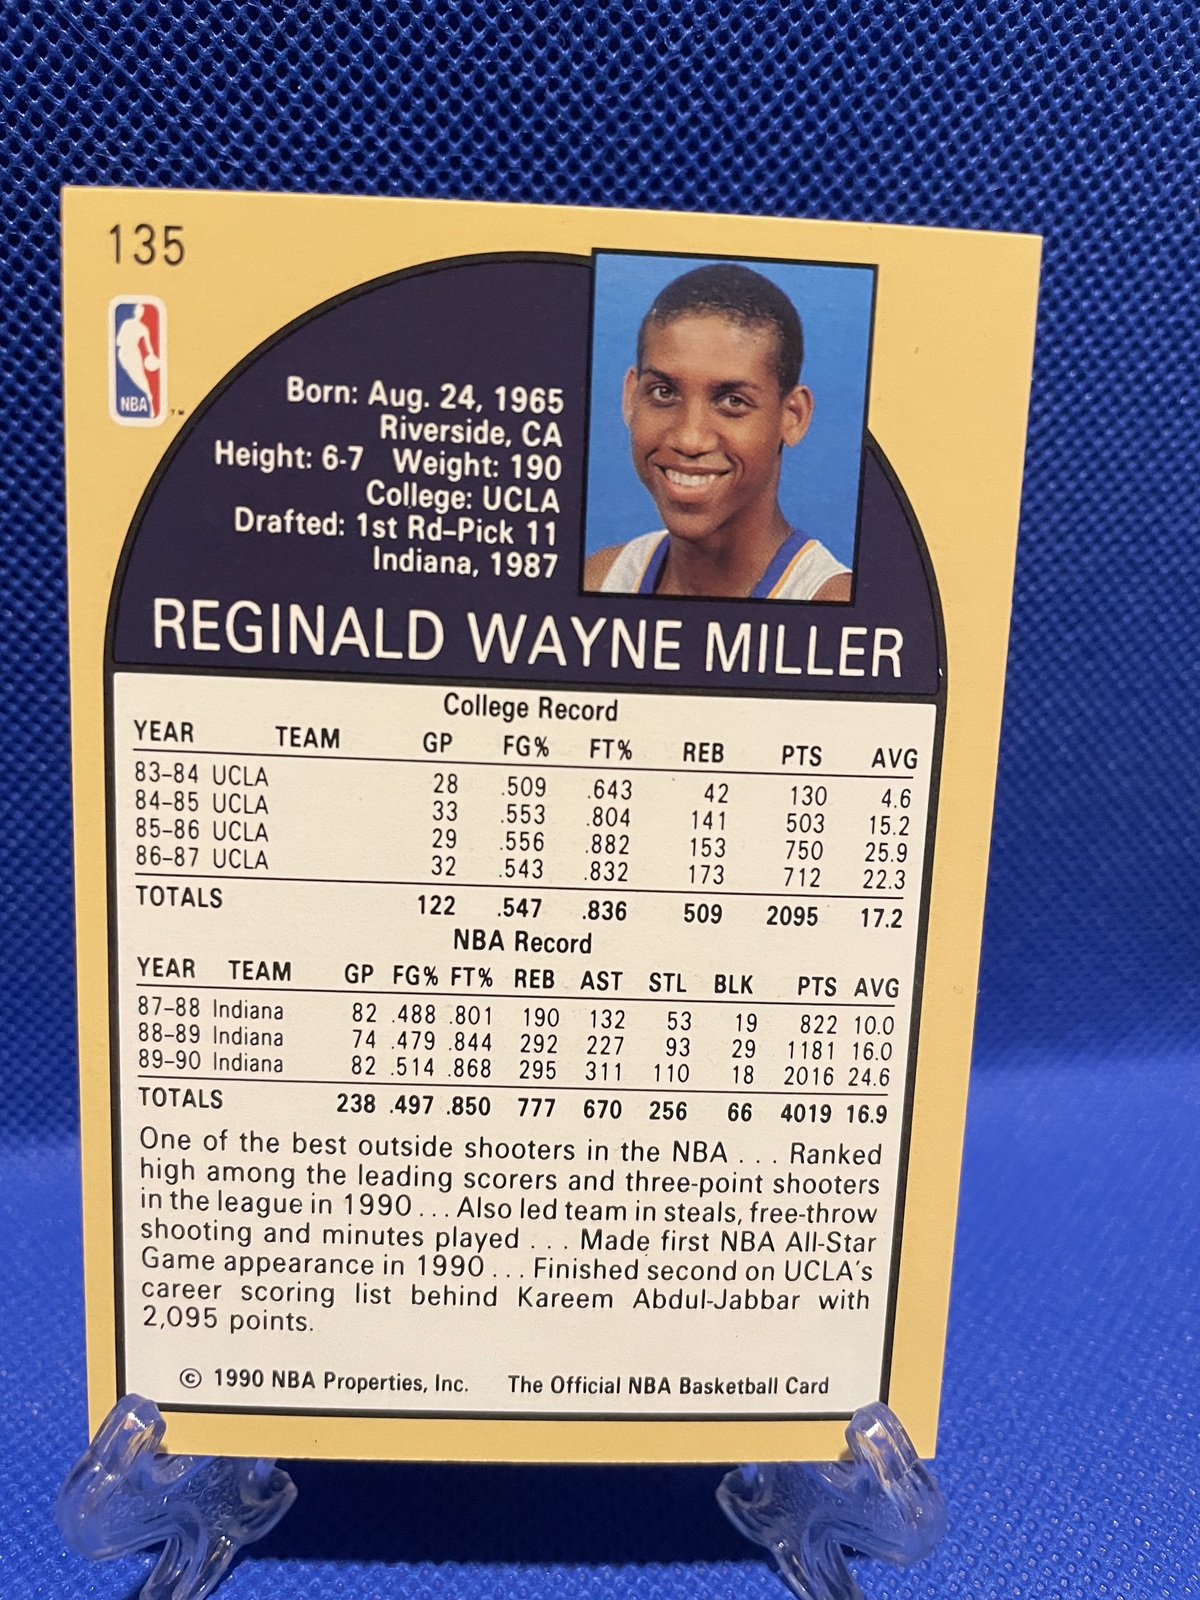 135
NBA
™
Born: Aug. 24, 1965
Riverside, CA
Height: 6-7 Weight: 190
College: UCLA
Drafted: 1st Rd–Pick 11
Indiana, 1987
REGINALD WAYNE MILLER
College Record
YEAR TEAM GP FG% FT% REB PTS AVG
83–84 UCLA 28 .509 .643 42 130 4.6
84–85 UCLA 33 .553 .804 141 503 15.2
85–86 UCLA 29 .556 .882 153 750 25.9
86–87 UCLA 32 .543 .832 173 712 22.3
TOTALS 122 .547 .836 509 2095 17.2
NBA Record
YEAR TEAM GP FG% FT% REB AST STL BLK PTS AVG
87–88 Indiana 82 .488 .801 190 132 53 19 822 10.0
88–89 Indiana 74 .479 .844 292 227 93 29 1181 16.0
89–90 Indiana 82 .514 .868 295 311 110 18 2016 24.6
TOTALS 238 .497 .850 777 670 256 66 4019 16.9
One of the best outside shooters in the NBA . . . Ranked
high among the leading scorers and three-point shooters
in the league in 1990 . . . Also led team in steals, free-throw
shooting and minutes played . . . Made first NBA All-Star
Game appearance in 1990 . . . Finished second on UCLA's
career scoring list behind Kareem Abdul-Jabbar with
2,095 points.
© 1990 NBA Properties, Inc. The Official NBA Basketball Card